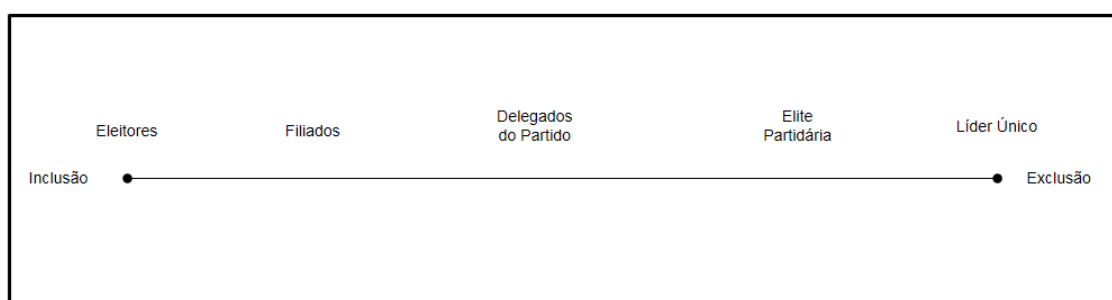 Eleitores
Filiados
Delegados
do Partido
Elite
Partidária
Líder Único
Inclusão
Exclusão